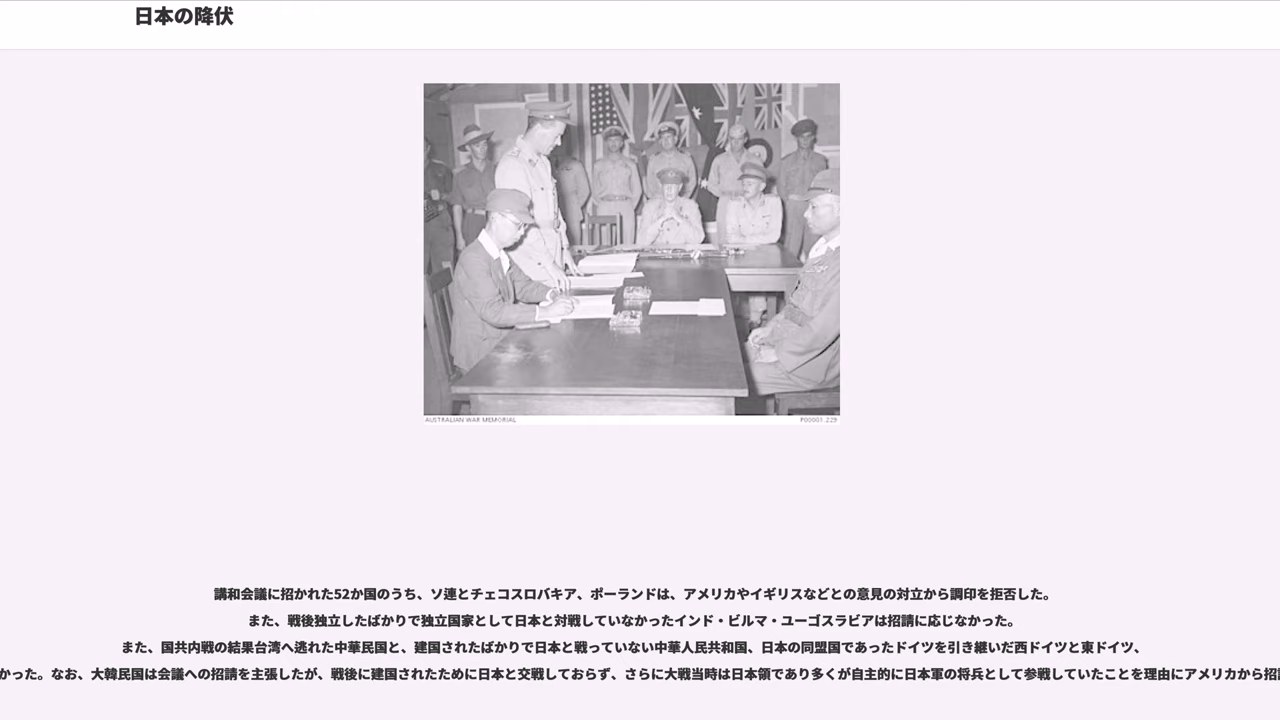 日本の降伏
AUSTRALIAN WAR MEMORIAL
P00001.229
講和会議に招かれた52か国のうち、ソ連とチェコスロバキア、ポーランドは、アメリカやイギリスなどとの意見の対立から調印を拒否した。
また、戦後独立したばかりで独立国家として日本と対戦していなかったインド・ビルマ・ユーゴスラビアは招請に応じなかった。
また、国共内戦の結果台湾へ逃れた中華民国と、建国されたばかりで日本と戦っていない中華人民共和国、日本の同盟国であったドイツを引き継いだ西ドイツと東ドイツ、
かった。なお、大韓民国は会議への招請を主張したが、戦後に建国されたために日本と交戦しておらず、さらに大戦当時は日本領であり多くが自主的に日本軍の将兵として参戦していたことを理由にアメリカから招